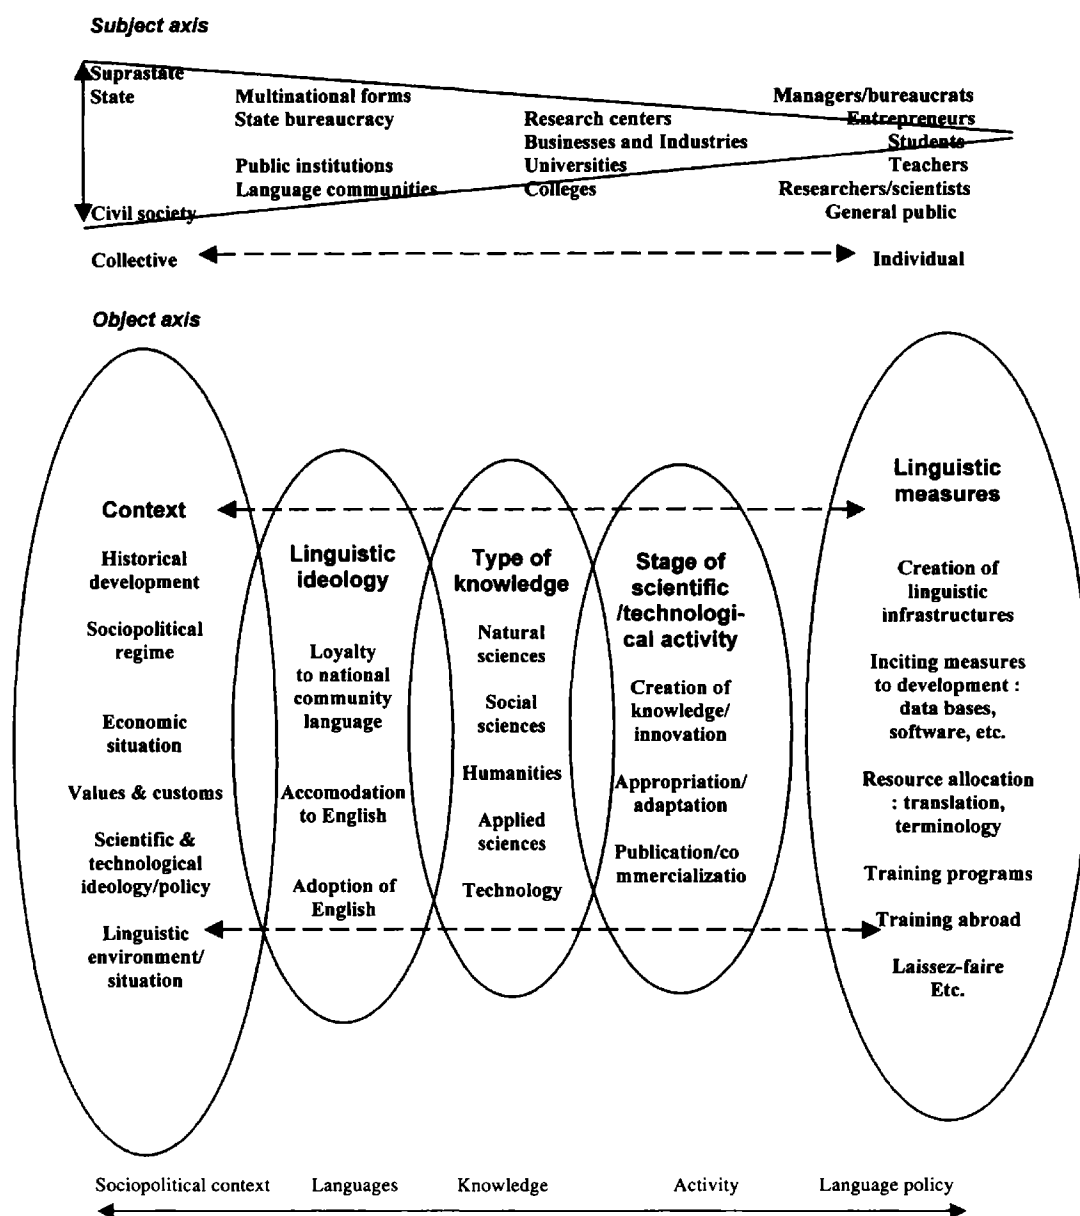 Subject axis
Suprastate
State
Civil society
Multinational forms
State bureaucracy
Public institutions
Language communities
Research centers
Businesses and Industries
Universities
Colleges
Managers/bureaucrats
Entrepreneurs
Students
Teachers
Researchers/scientists
General public
Collective
Individual
Object axis
Context
Historical
development
Sociopolitical
regime
Economic
situation
Values & customs
Scientific &
technological
ideology/policy
Linguistic
environment/
situation
Linguistic
ideology
Loyalty
to national
community
language
Accomodation
to English
Adoption of
English
Type of
knowledge
Natural
sciences
Social
sciences
Humanities
Applied
sciences
Technology
Stage of
scientific
/technologi-
cal activity
Creation of
knowledge/
innovation
Appropriation/
adaptation
Publication/co
mmercializatio
Linguistic
measures
Creation of
linguistic
infrastructures
Inciting measures
to development :
data bases,
software, etc.
Resource allocation
: translation,
terminology
Training programs
Training abroad
Laissez-faire
Etc.
Sociopolitical context
Languages
Knowledge
Activity
Language policy